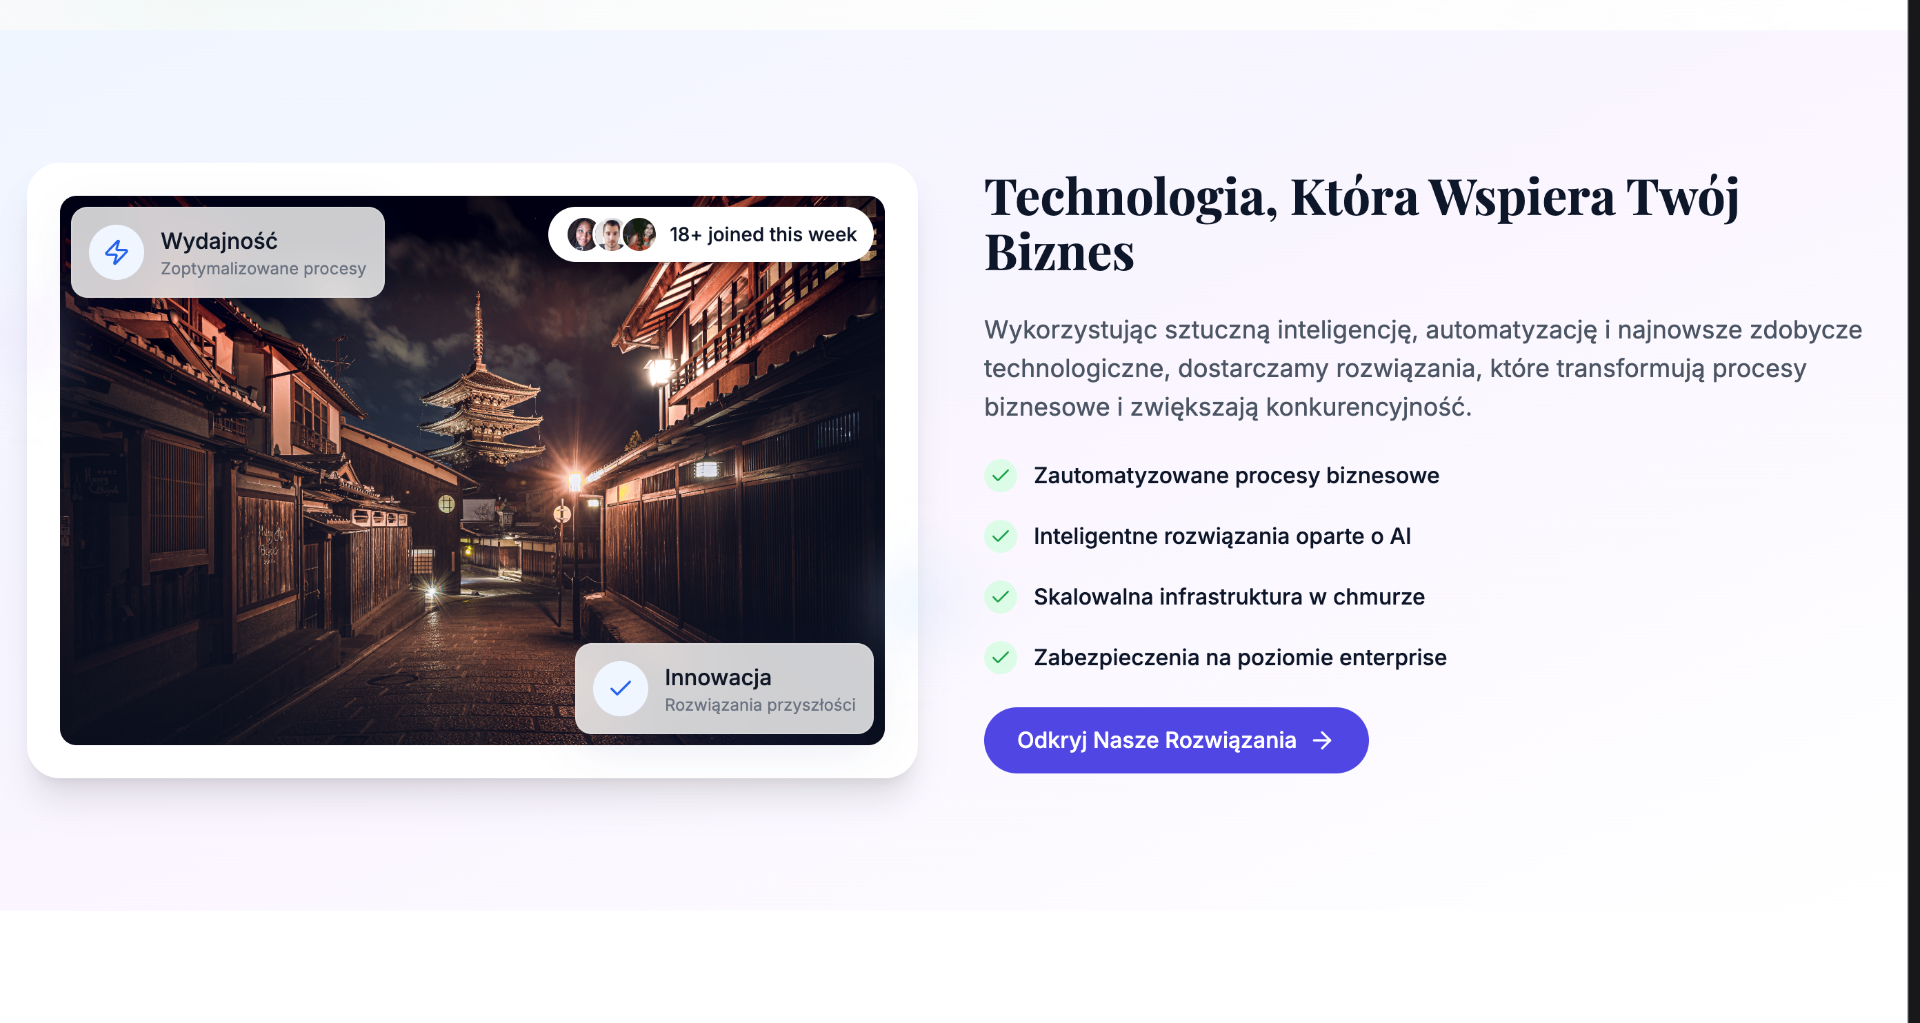 Wydajność
Zoptymalizowane procesy
18+ joined this week
Innowacja
Rozwiązania przyszłości
Technologia, Która Wspiera Twój
Biznes
Wykorzystując sztuczną inteligencję, automatyzację i najnowsze zdobycze
technologiczne, dostarczamy rozwiązania, które transformują procesy
biznesowe i zwiększają konkurencyjność.
Zautomatyzowane procesy biznesowe
Inteligentne rozwiązania oparte o AI
Skalowalna infrastruktura w chmurze
Zabezpieczenia na poziomie enterprise
Odkryj Nasze Rozwiązania